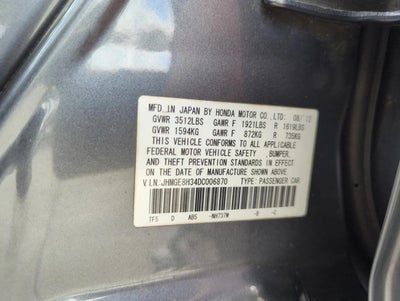 MFD. IN JAPAN BY HONDA MOTOR CO., LTD. 08/12
GVWR 3512LBS GAWR F 1921LBS R 1619LBS
GVWR 1594KG GAWR F 872KG R 735KG
THIS VEHICLE CONFORMS TO ALL APPLICABLE
FEDERAL MOTOR VEHICLE SAFETY , BUMPER,
AND THEFT PREVENTION STANDARDS IN EFFECT
ON THE DATE OF MANUFACTURE SHOWN ABOVE.
V.I.N. JHMGE8H34DC006870 TYPE: PASSENGER CAR
TF5 D AB5 -NH737M -B -C